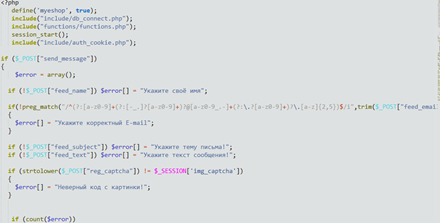 <?php
define('myeshop', true);
include("include/db_connect.php");
include("functions/functions.php");
session_start();
include("include/auth_cookie.php");
if ($_POST["send_message"])
{
$error = array();
if (!$_POST["feed_name"]) $error[] = "Укажите своё имя";
if(!preg_match("/^(?:[a-z0-9]+(?:[-_.]?[a-z0-9]+)?@[a-z0-9_.-]+(?:\.?[a-z0-9]+)?\.[a-z]{2,5})$/i",trim($_POST["feed_emai
{
$error[] = "Укажите корректный E-mail";
}
if (!$_POST["feed_subject"]) $error[] = "Укажите тему письма!";
if (!$_POST["feed_text"]) $error[] = "Укажите текст сообщения!";
if (strtolower($_POST["reg_captcha"]) != $_SESSION['img_captcha'])
{
$error[] = "Неверный код с картинки!";
}
if (count($error))